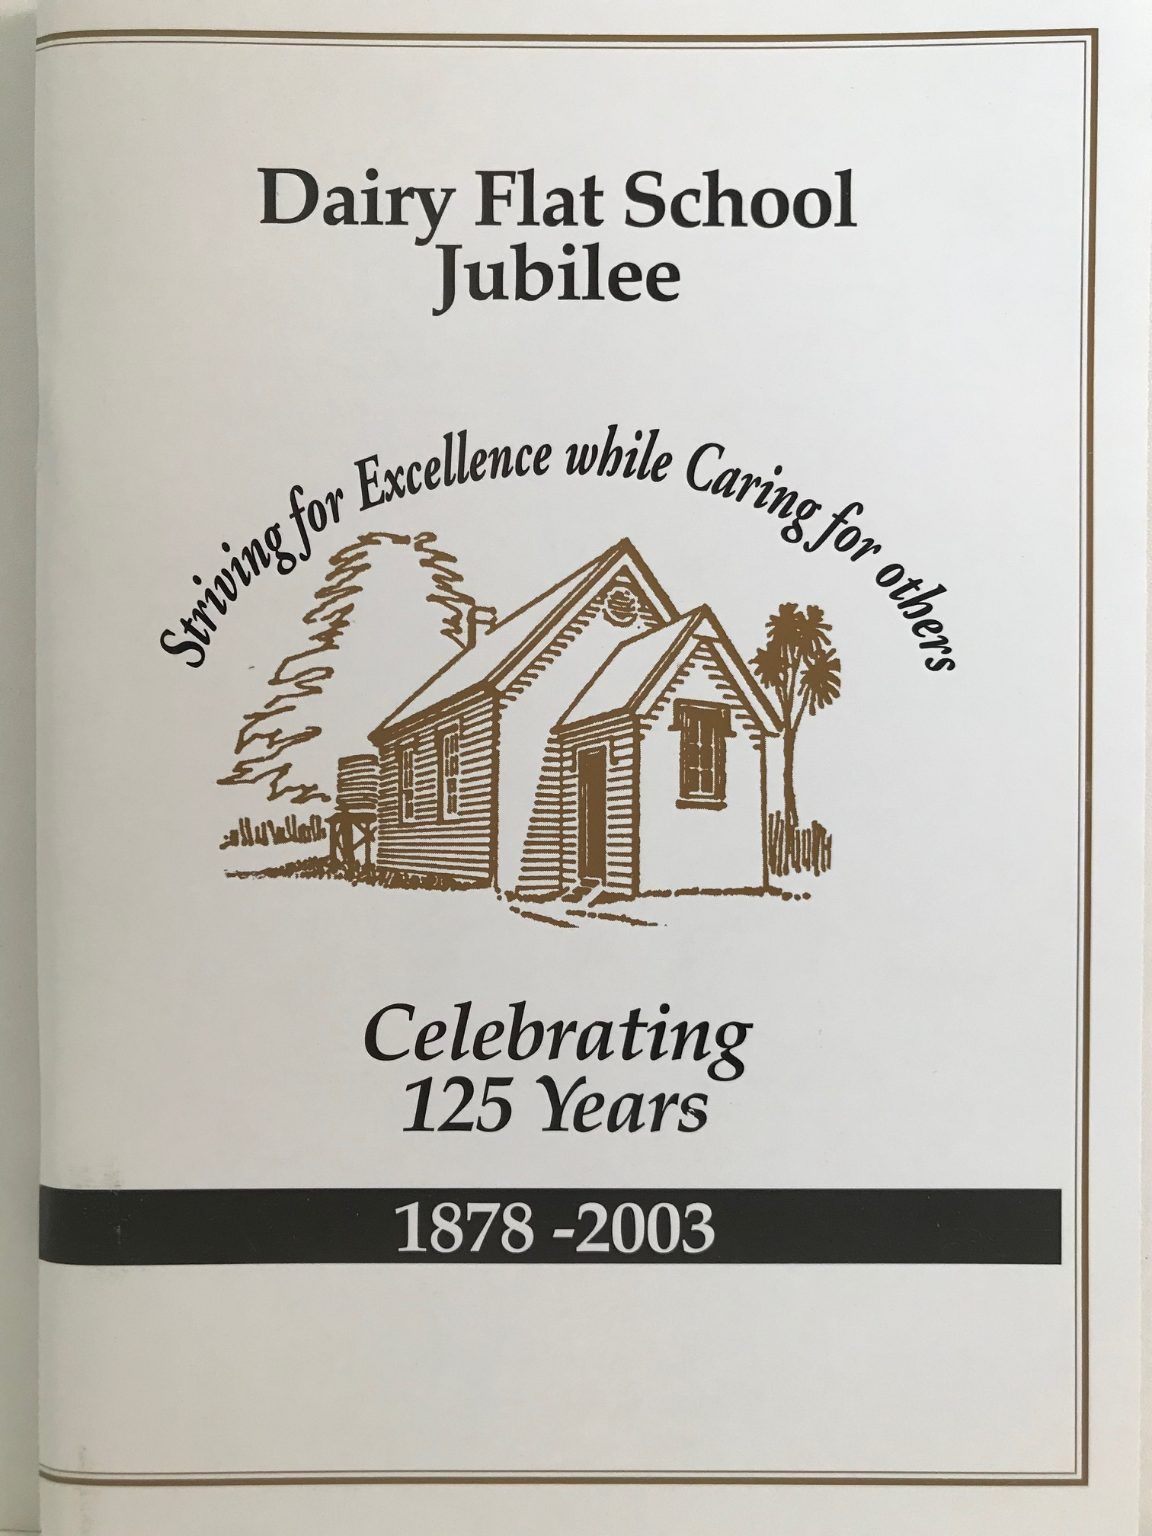 Dairy Flat School
Jubilee
Striving for Excellence while Caring for others
Celebrating
125 Years
1878 -2003